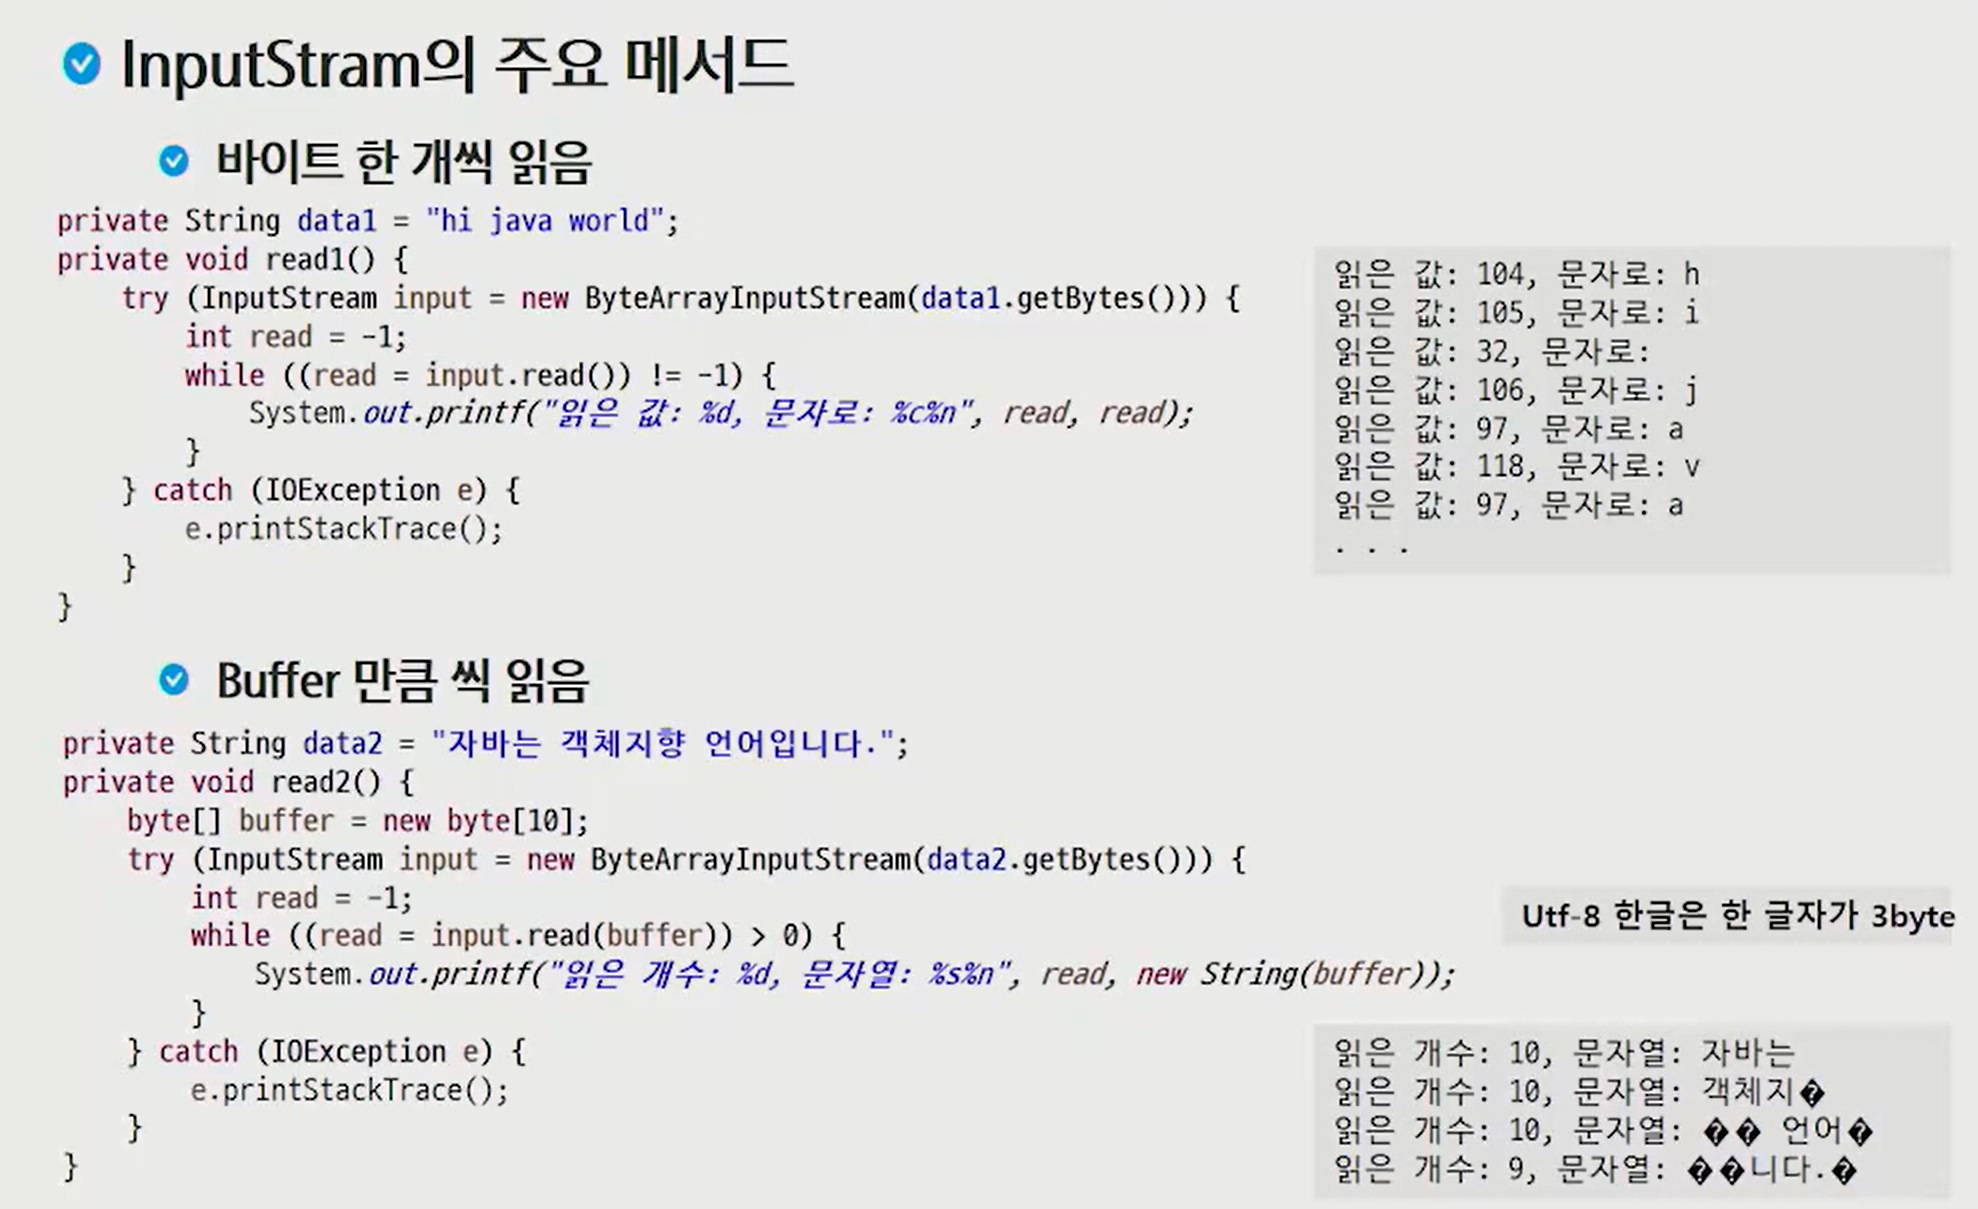 InputStram의 주요 메서드
바이트 한 개씩 읽음
private String data1 = "hi java world";
private void read1() {
    try (InputStream input = new ByteArrayInputStream(data1.getBytes())) {
        int read = -1;
        while ((read = input.read()) != -1) {
            System.out.printf("읽은 값: %d, 문자로: %c%n", read, read);
        }
    } catch (IOException e) {
        e.printStackTrace();
    }
}
읽은 값: 104, 문자로: h
읽은 값: 105, 문자로: i
읽은 값: 32, 문자로:
읽은 값: 106, 문자로: j
읽은 값: 97, 문자로: a
읽은 값: 118, 문자로: v
읽은 값: 97, 문자로: a
. . .
Buffer 만큼 씩 읽음
private String data2 = "자바는 객체지향 언어입니다.";
private void read2() {
    byte[] buffer = new byte[10];
    try (InputStream input = new ByteArrayInputStream(data2.getBytes())) {
        int read = -1;
        while ((read = input.read(buffer)) > 0) {
            System.out.printf("읽은 개수: %d, 문자열: %s%n", read, new String(buffer));
        }
    } catch (IOException e) {
        e.printStackTrace();
    }
}
Utf-8 한글은 한 글자가 3byte
읽은 개수: 10, 문자열: 자바는
읽은 개수: 10, 문자열: 객체지�
읽은 개수: 10, 문자열: �� 언어�
읽은 개수: 9, 문자열: ��니다.�